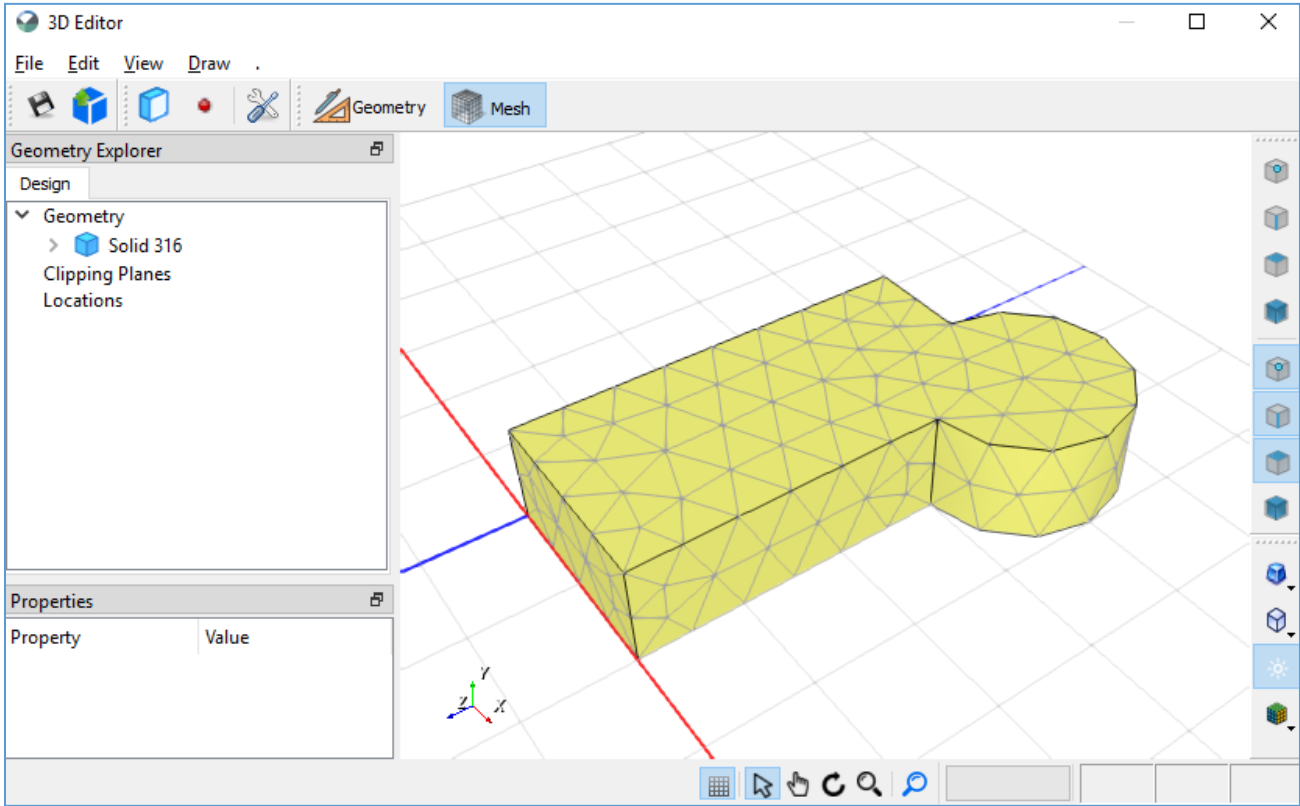 3D Editor
File Edit View Draw .
Geometry Mesh
Geometry Explorer
Design
Geometry
Solid 316
Clipping Planes
Locations
Properties
Property Value
Y
Z X